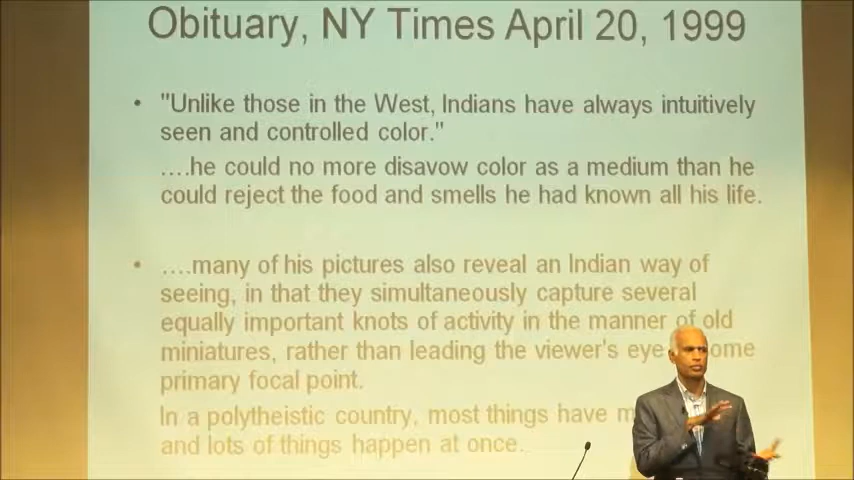 Obituary, NY Times April 20, 1999
• "Unlike those in the West, Indians have always intuitively
seen and controlled color."
....he could no more disavow color as a medium than he
could reject the food and smells he had known all his life.
• ....many of his pictures also reveal an Indian way of
seeing, in that they simultaneously capture several
equally important knots of activity in the manner of old
miniatures, rather than leading the viewer's eye ome
primary focal point.
In a polytheistic country, most things have m
and lots of things happen at once.